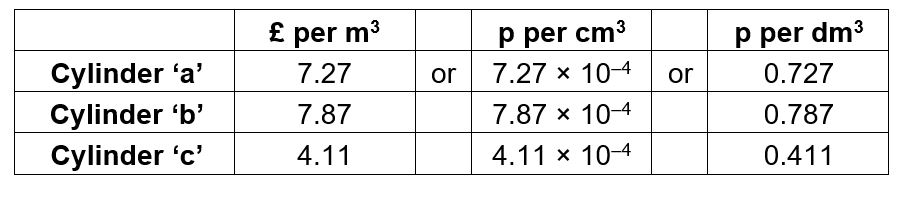 £ per m³ p per cm³ p per dm³
Cylinder ‘a’ 7.27 or 7.27 × 10⁻⁴ or 0.727
Cylinder ‘b’ 7.87 7.87 × 10⁻⁴ 0.787
Cylinder ‘c’ 4.11 4.11 × 10⁻⁴ 0.411